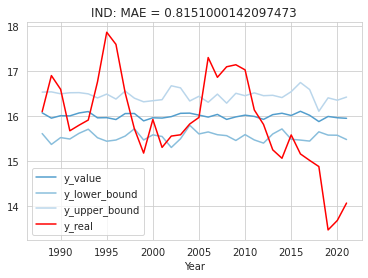 IND: MAE = 0.8151000142097473
18
17
16
15
14
y_value
y_lower_bound
y_upper_bound
y_real
1990 1995 2000 2005 2010 2015 2020
Year